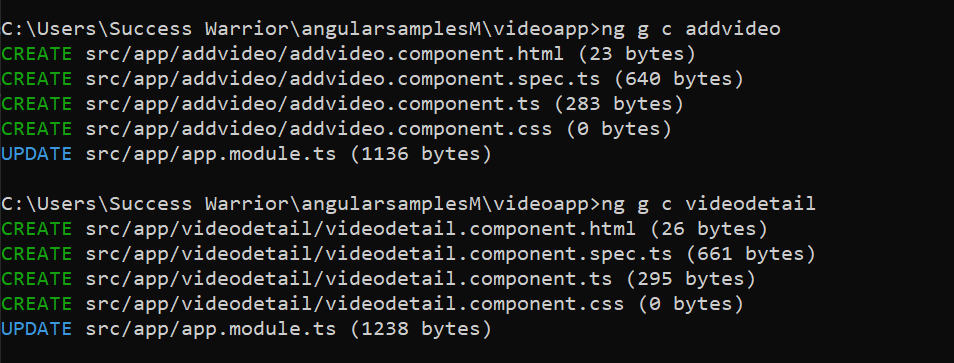 C:\Users\Success Warrior\angularsamplesM\videoapp>ng g c addvideo
CREATE src/app/addvideo/addvideo.component.html (23 bytes)
CREATE src/app/addvideo/addvideo.component.spec.ts (640 bytes)
CREATE src/app/addvideo/addvideo.component.ts (283 bytes)
CREATE src/app/addvideo/addvideo.component.css (0 bytes)
UPDATE src/app/app.module.ts (1136 bytes)
C:\Users\Success Warrior\angularsamplesM\videoapp>ng g c videodetail
CREATE src/app/videodetail/videodetail.component.html (26 bytes)
CREATE src/app/videodetail/videodetail.component.spec.ts (661 bytes)
CREATE src/app/videodetail/videodetail.component.ts (295 bytes)
CREATE src/app/videodetail/videodetail.component.css (0 bytes)
UPDATE src/app/app.module.ts (1238 bytes)